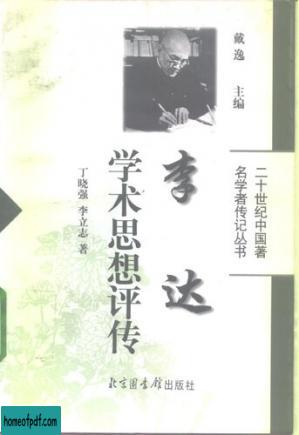 戴逸 主编
二十世纪中国著
名学者传记丛书
李达
学术思想评传
丁晓强 李立志 著
北京图书馆出版社
www.homeofpdf.com